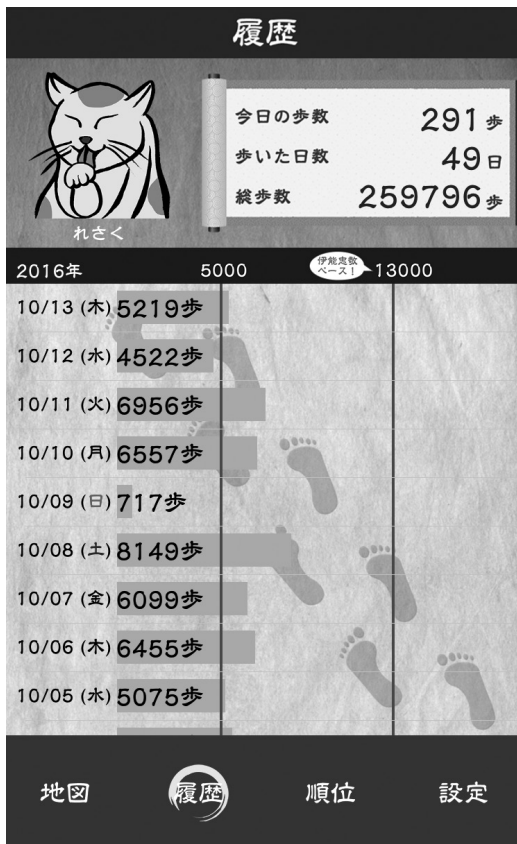 履歴
今日の歩数 291歩
歩いた日数 49日
総歩数 259796歩
れさく
伊能忠敬
ペース!
2016年 5000 13000
10/13 (木) 5219歩
10/12 (水) 4522歩
10/11 (火) 6956歩
10/10 (月) 6557歩
10/09 (日) 717歩
10/08 (土) 8149歩
10/07 (金) 6099歩
10/06 (木) 6455歩
10/05 (水) 5075歩
地図 履歴 順位 設定